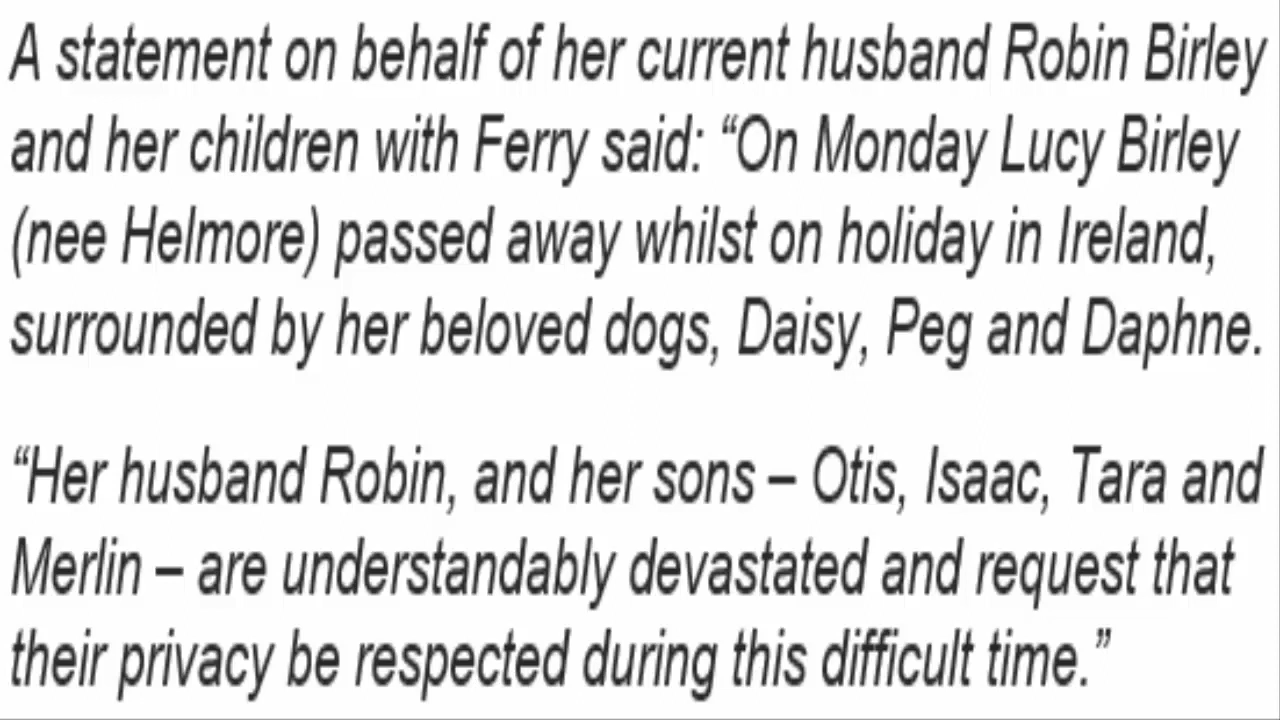 A statement on behalf of her current husband Robin Birley
and her children with Ferry said: “On Monday Lucy Birley
(nee Helmore) passed away whilst on holiday in Ireland,
surrounded by her beloved dogs, Daisy, Peg and Daphne.
“Her husband Robin, and her sons – Otis, Isaac, Tara and
Merlin – are understandably devastated and request that
their privacy be respected during this difficult time.”